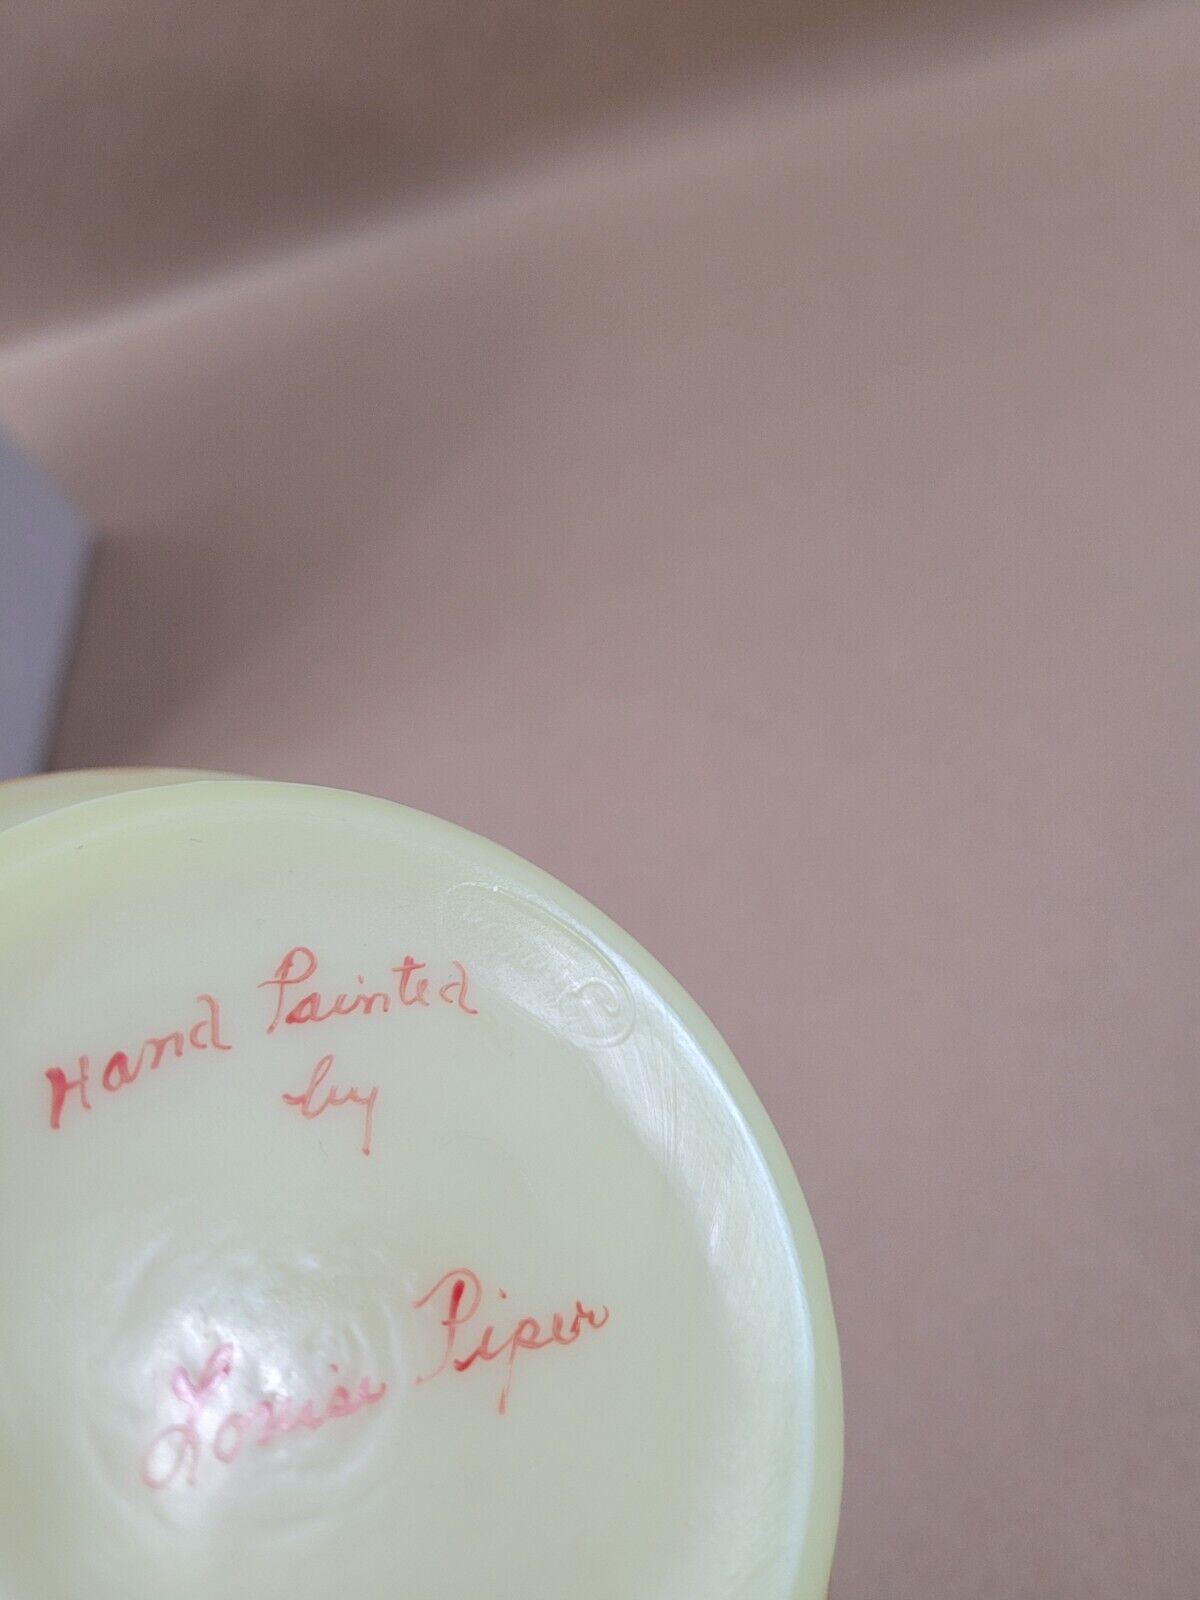 Hand Painted
by
Louise Piper